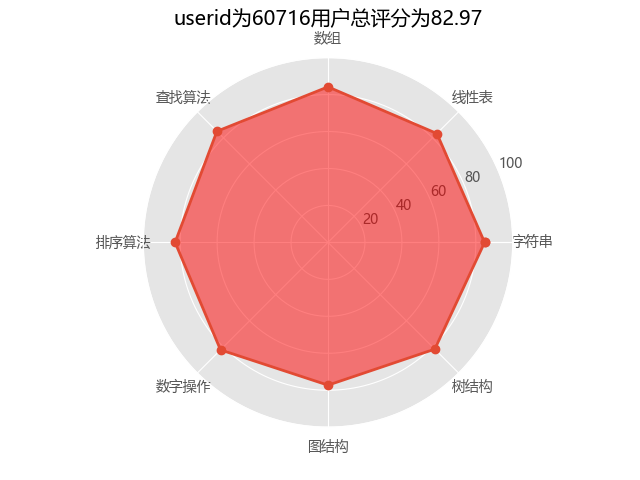 userid为60716用户总评分为82.97
数组
查找算法
线性表
100
80
60
40
20
排序算法
字符串
数字操作
树结构
图结构